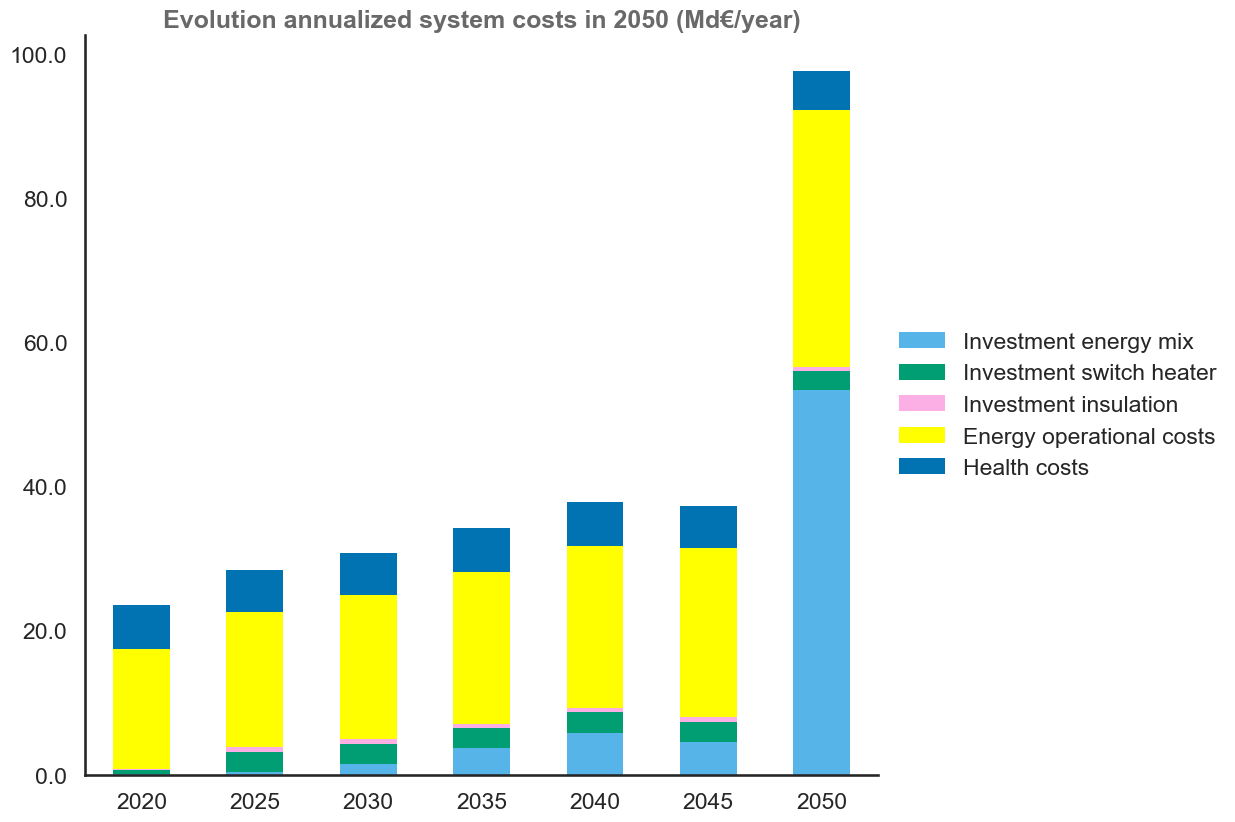 Evolution annualized system costs in 2050 (Md€/year)
100.0
80.0
60.0
40.0
20.0
0.0
2020 2025 2030 2035 2040 2045 2050
Investment energy mix
Investment switch heater
Investment insulation
Energy operational costs
Health costs